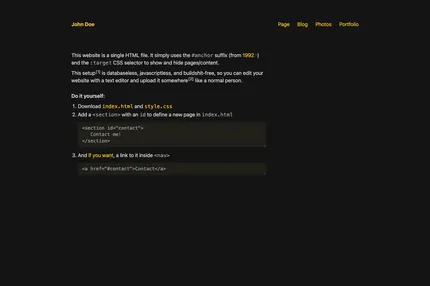 John Doe
Page Blog Photos Portfolio
This website is a single HTML file. It simply uses the #anchor suffix (from 1992!)
and the :target CSS selector to show and hide pages/content.
This setup[1] is databaseless, javascriptless, and buildshit-free, so you can edit your
website with a text editor and upload it somewhere[2] like a normal person.
Do it yourself:
1. Download index.html and style.css
2. Add a <section> with an id to define a new page in index.html
<section id="contact">
Contact me!
</section>
3. And if you want, a link to it inside <nav>
<a href="#contact">Contact</a>